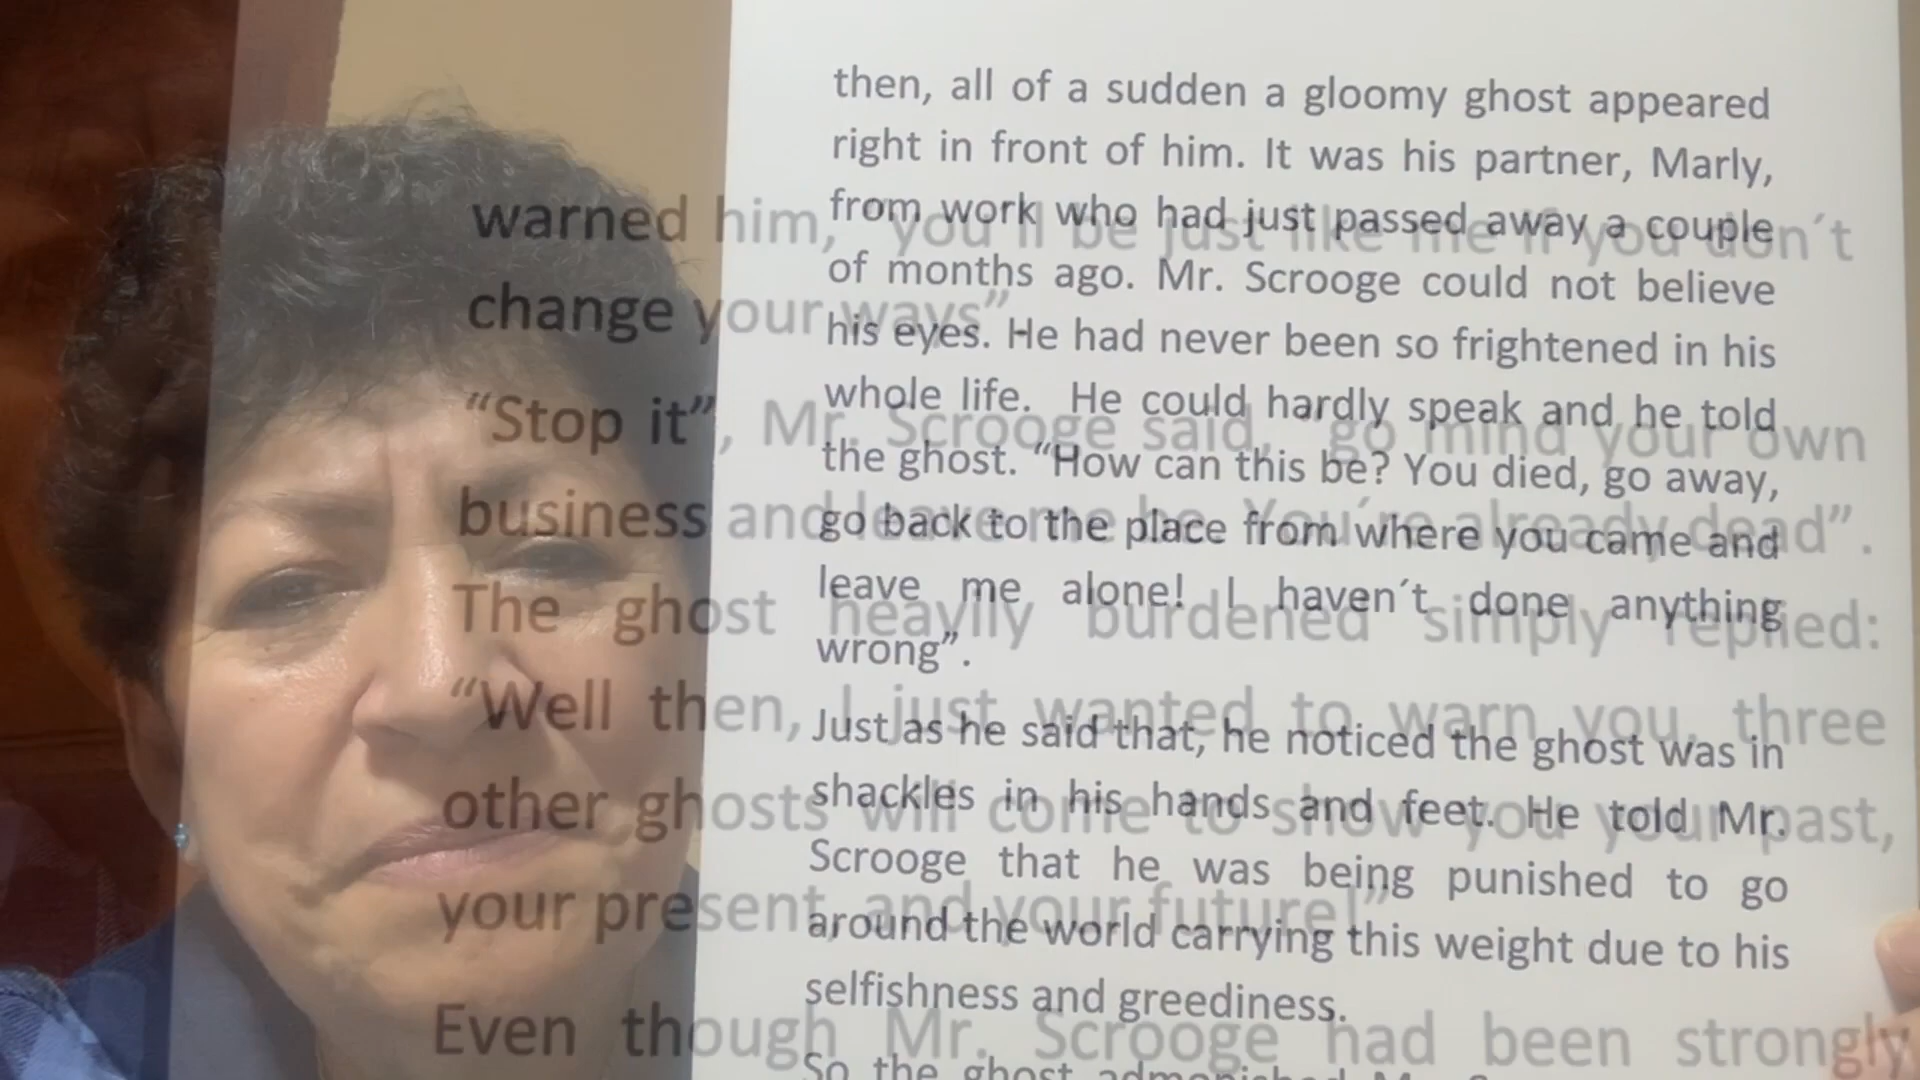 then, all of a sudden a gloomy ghost appeared
right in front of him. It was his partner, Marly,
from work who had just passed away a couple
of months ago. Mr. Scrooge could not believe
his eyes. He had never been so frightened in his
whole life. He could hardly speak and he told
the ghost. “How can this be? You died, go away,
go back to the place from where you came and
leave me alone! I haven´t done anything
wrong”.
Just as he said that, he noticed the ghost was in
shackles in his hands and feet. He told Mr.
Scrooge that he was being punished to go
around the world carrying this weight due to his
selfishness and greediness.
So the ghost admonished Mr.
warned him, “you´ll be just like me if you don´t
change your ways”
“Stop it”, Mr. Scrooge said, “go mind your own
business and leave me be. You´re already dead”.
The ghost heavily burdened simply replied:
“Well then, I just wanted to warn you, three
other ghosts will come to show you your past,
your present, and your future!”
Even though Mr. Scrooge had been strongly